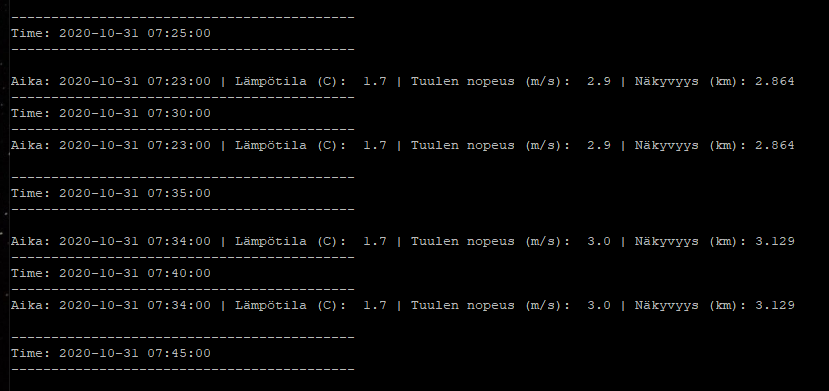 -------------------------------------------
Time: 2020-10-31 07:25:00
-------------------------------------------
Aika: 2020-10-31 07:23:00 | Lämpötila (C):  1.7 | Tuulen nopeus (m/s):  2.9 | Näkyvyys (km): 2.864
-------------------------------------------
Time: 2020-10-31 07:30:00
-------------------------------------------
Aika: 2020-10-31 07:23:00 | Lämpötila (C):  1.7 | Tuulen nopeus (m/s):  2.9 | Näkyvyys (km): 2.864
-------------------------------------------
Time: 2020-10-31 07:35:00
-------------------------------------------
Aika: 2020-10-31 07:34:00 | Lämpötila (C):  1.7 | Tuulen nopeus (m/s):  3.0 | Näkyvyys (km): 3.129
-------------------------------------------
Time: 2020-10-31 07:40:00
-------------------------------------------
Aika: 2020-10-31 07:34:00 | Lämpötila (C):  1.7 | Tuulen nopeus (m/s):  3.0 | Näkyvyys (km): 3.129
-------------------------------------------
Time: 2020-10-31 07:45:00
-------------------------------------------